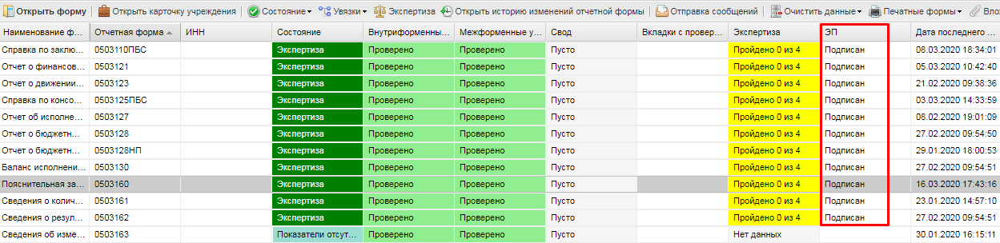 Открыть форму Открыть карточку учреждения Состояние Увязки Экспертиза Открыть историю изменений отчетной формы Отправка сообщений Очистить данные Печатные формы Вло
Наименование ф... Отчетная форма ИНН Состояние Внутриформенны... Межформенные у... Свод Вкладки с провер... Экспертиза ЭП Дата последнего ...
Справка по заклю... 0503110ПБС Экспертиза Проверено Проверено Пусто Пройдено 0 из 4 Подписан 08.03.2020 18:34:01
Отчет о финансов... 0503121 Экспертиза Проверено Проверено Пусто Пройдено 0 из 4 Подписан 05.03.2020 10:42:40
Отчет о движении... 0503123 Экспертиза Проверено Проверено Пусто Пройдено 0 из 4 Подписан 21.02.2020 09:38:36
Справка по консо... 0503125ПБС Экспертиза Проверено Проверено Пусто Пройдено 0 из 4 Подписан 03.03.2020 14:33:59
Отчет об исполне... 0503127 Экспертиза Проверено Проверено Пусто Пройдено 0 из 4 Подписан 08.02.2020 19:01:09
Отчет о бюджетн... 0503128 Экспертиза Проверено Проверено Пусто Пройдено 0 из 4 Подписан 27.02.2020 09:54:50
Отчет о бюджетн... 0503128НП Экспертиза Проверено Проверено Пусто Пройдено 0 из 4 Подписан 29.01.2020 18:00:53
Баланс исполнени... 0503130 Экспертиза Проверено Проверено Пусто Пройдено 0 из 4 Подписан 27.02.2020 09:54:51
Пояснительная за... 0503160 Экспертиза Проверено Проверено Пусто Пройдено 0 из 4 Подписан 16.03.2020 17:43:16
Сведения о колич... 0503161 Экспертиза Проверено Проверено Пусто Пройдено 0 из 4 Подписан 23.01.2020 14:57:10
Сведения о резул... 0503162 Экспертиза Проверено Проверено Пусто Пройдено 0 из 4 Подписан 27.02.2020 09:54:51
Сведения об изме... 0503163 Показатели отсут... Проверено Проверено Пусто Нет данных 30.01.2020 16:15:11